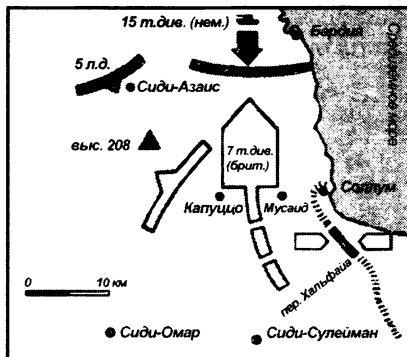 15 т.див. (нем.)
Бардия
Средиземное море
5 л.д.
Сиди-Азаис
выс. 208
7 т.див.
(брит.)
Капуццо
Мусаид
Соллум
пер. Хальфайа
0 10 км
Сиди-Омар
Сиди-Сулейман